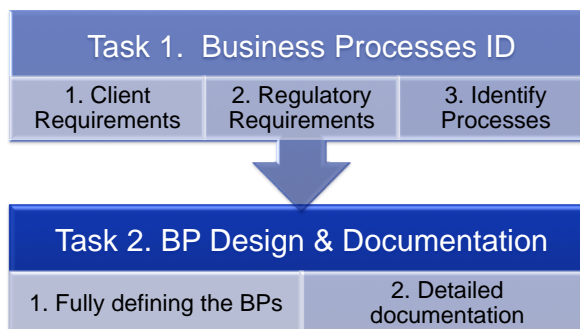 Task 1. Business Processes ID
1. Client
Requirements
2. Regulatory
Requirements
3. Identify
Processes
Task 2. BP Design & Documentation
1. Fully defining the BPs
2. Detailed
documentation